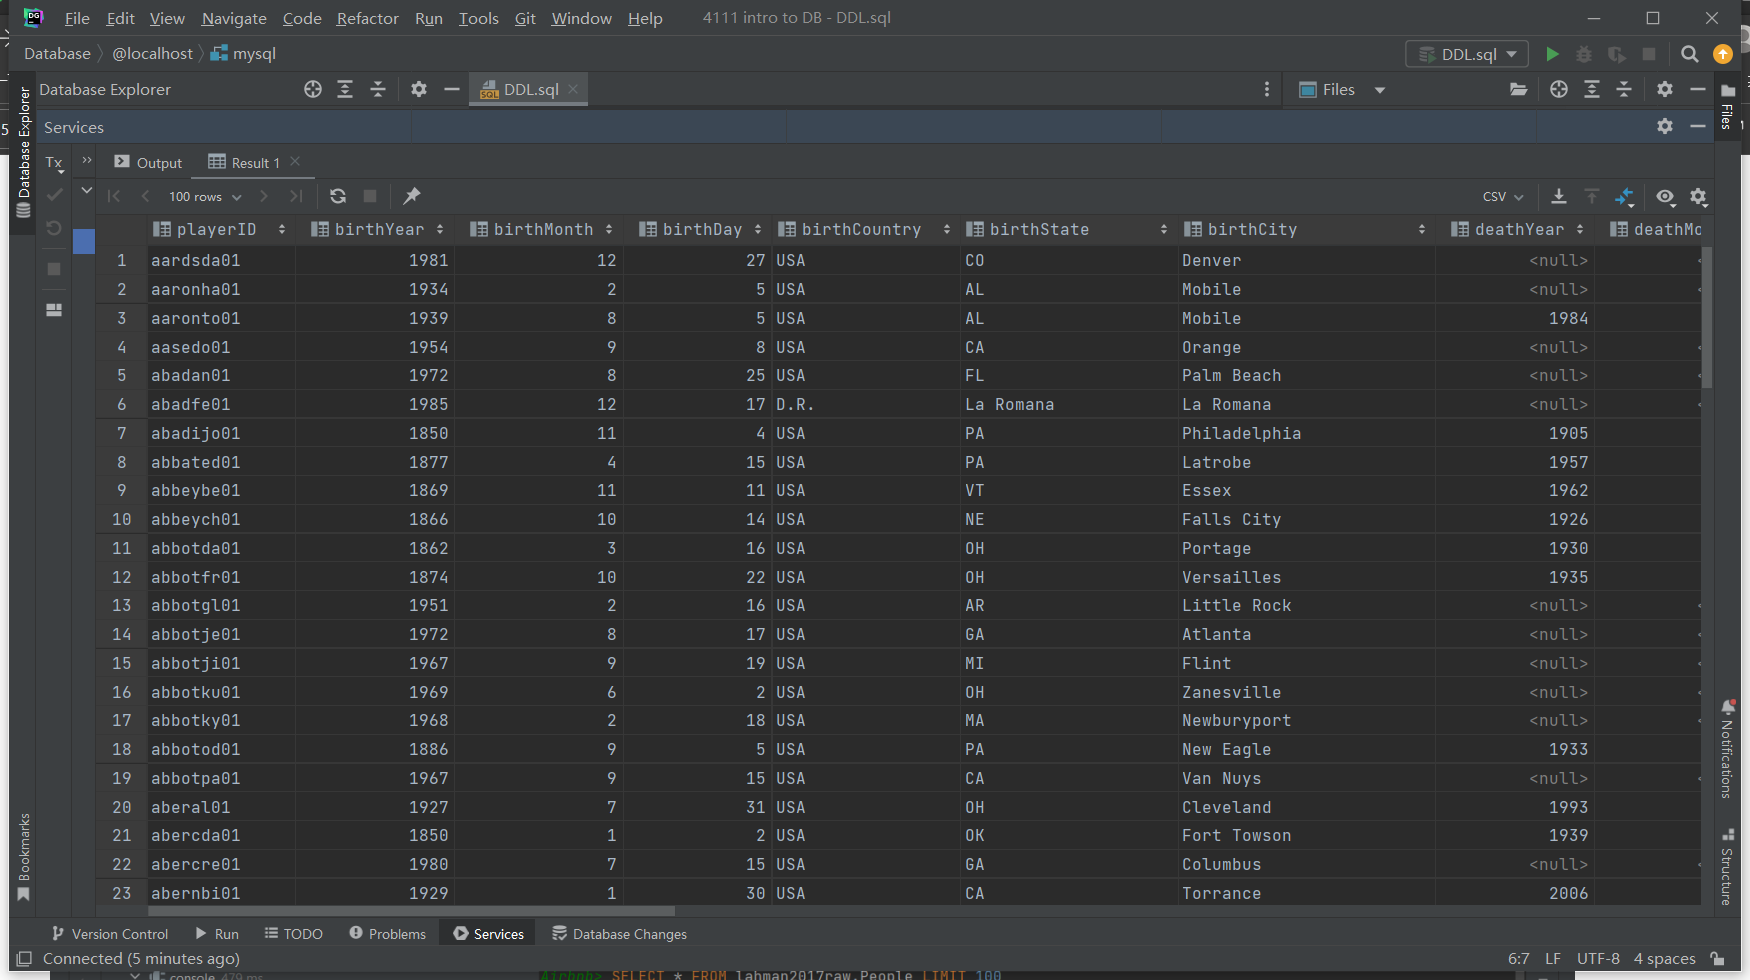 DG File Edit View Navigate Code Refactor Run Tools Git Window Help 4111 intro to DB - DDL.sql
Database @localhost mysql DDL.sql
Database Explorer DDL.sql Files
Services
Tx Output Result 1
100 rows CSV
playerID birthYear birthMonth birthDay birthCountry birthState birthCity deathYear deathMo
1 aardsda01 1981 12 27 USA CO Denver <null>
2 aaronha01 1934 2 5 USA AL Mobile <null>
3 aaronto01 1939 8 5 USA AL Mobile 1984
4 aasedo01 1954 9 8 USA CA Orange <null>
5 abadan01 1972 8 25 USA FL Palm Beach <null>
6 abadfe01 1985 12 17 D.R. La Romana La Romana <null>
7 abadijo01 1850 11 4 USA PA Philadelphia 1905
8 abbated01 1877 4 15 USA PA Latrobe 1957
9 abbeybe01 1869 11 11 USA VT Essex 1962
10 abbeych01 1866 10 14 USA NE Falls City 1926
11 abbotda01 1862 3 16 USA OH Portage 1930
12 abbotfr01 1874 10 22 USA OH Versailles 1935
13 abbotgl01 1951 2 16 USA AR Little Rock <null>
14 abbotje01 1972 8 17 USA GA Atlanta <null>
15 abbotji01 1967 9 19 USA MI Flint <null>
16 abbotku01 1969 6 2 USA OH Zanesville <null>
17 abbotky01 1968 2 18 USA MA Newburyport <null>
18 abbotod01 1886 9 5 USA PA New Eagle 1933
19 abbotpa01 1967 9 15 USA CA Van Nuys <null>
20 aberal01 1927 7 31 USA OH Cleveland 1993
21 abercda01 1850 1 2 USA OK Fort Towson 1939
22 abercre01 1980 7 15 USA GA Columbus <null>
23 abernbi01 1929 1 30 USA CA Torrance 2006
Database Explorer
Bookmarks
Files
Notifications
Structure
Version Control Run TODO Problems Services Database Changes
Connected (5 minutes ago) 6:7 LF UTF-8 4 spaces
console 479 ms Airbnb> SELECT * FROM lahman2017raw.People LIMIT 100